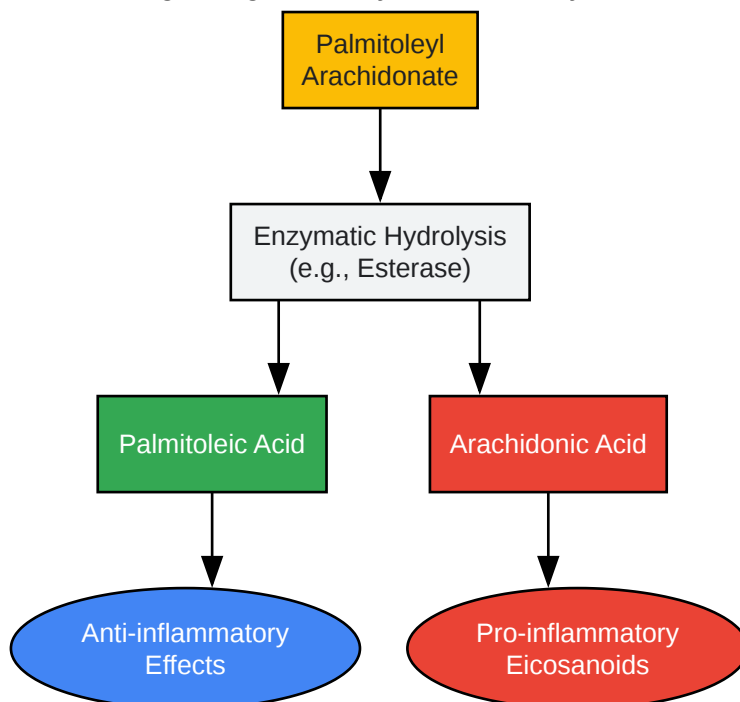 Palmitoleyl
Arachidonate
Enzymatic Hydrolysis
(e.g., Esterase)
Palmitoleic Acid
Arachidonic Acid
Anti-inflammatory
Effects
Pro-inflammatory
Eicosanoids